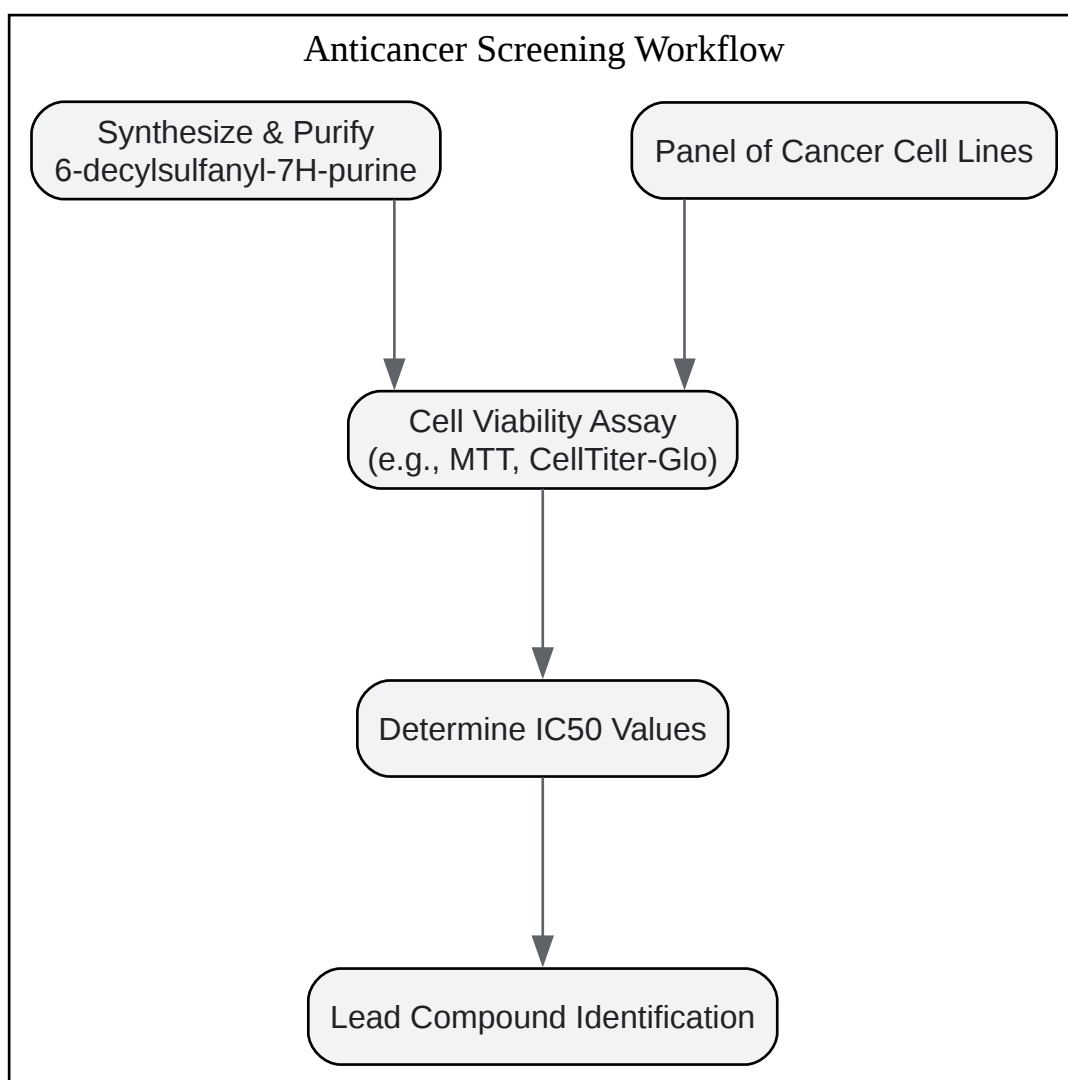 Anticancer Screening Workflow
Synthesize & Purify
6-decylsulfanyl-7H-purine
Panel of Cancer Cell Lines
Cell Viability Assay
(e.g., MTT, CellTiter-Glo)
Determine IC50 Values
Lead Compound Identification